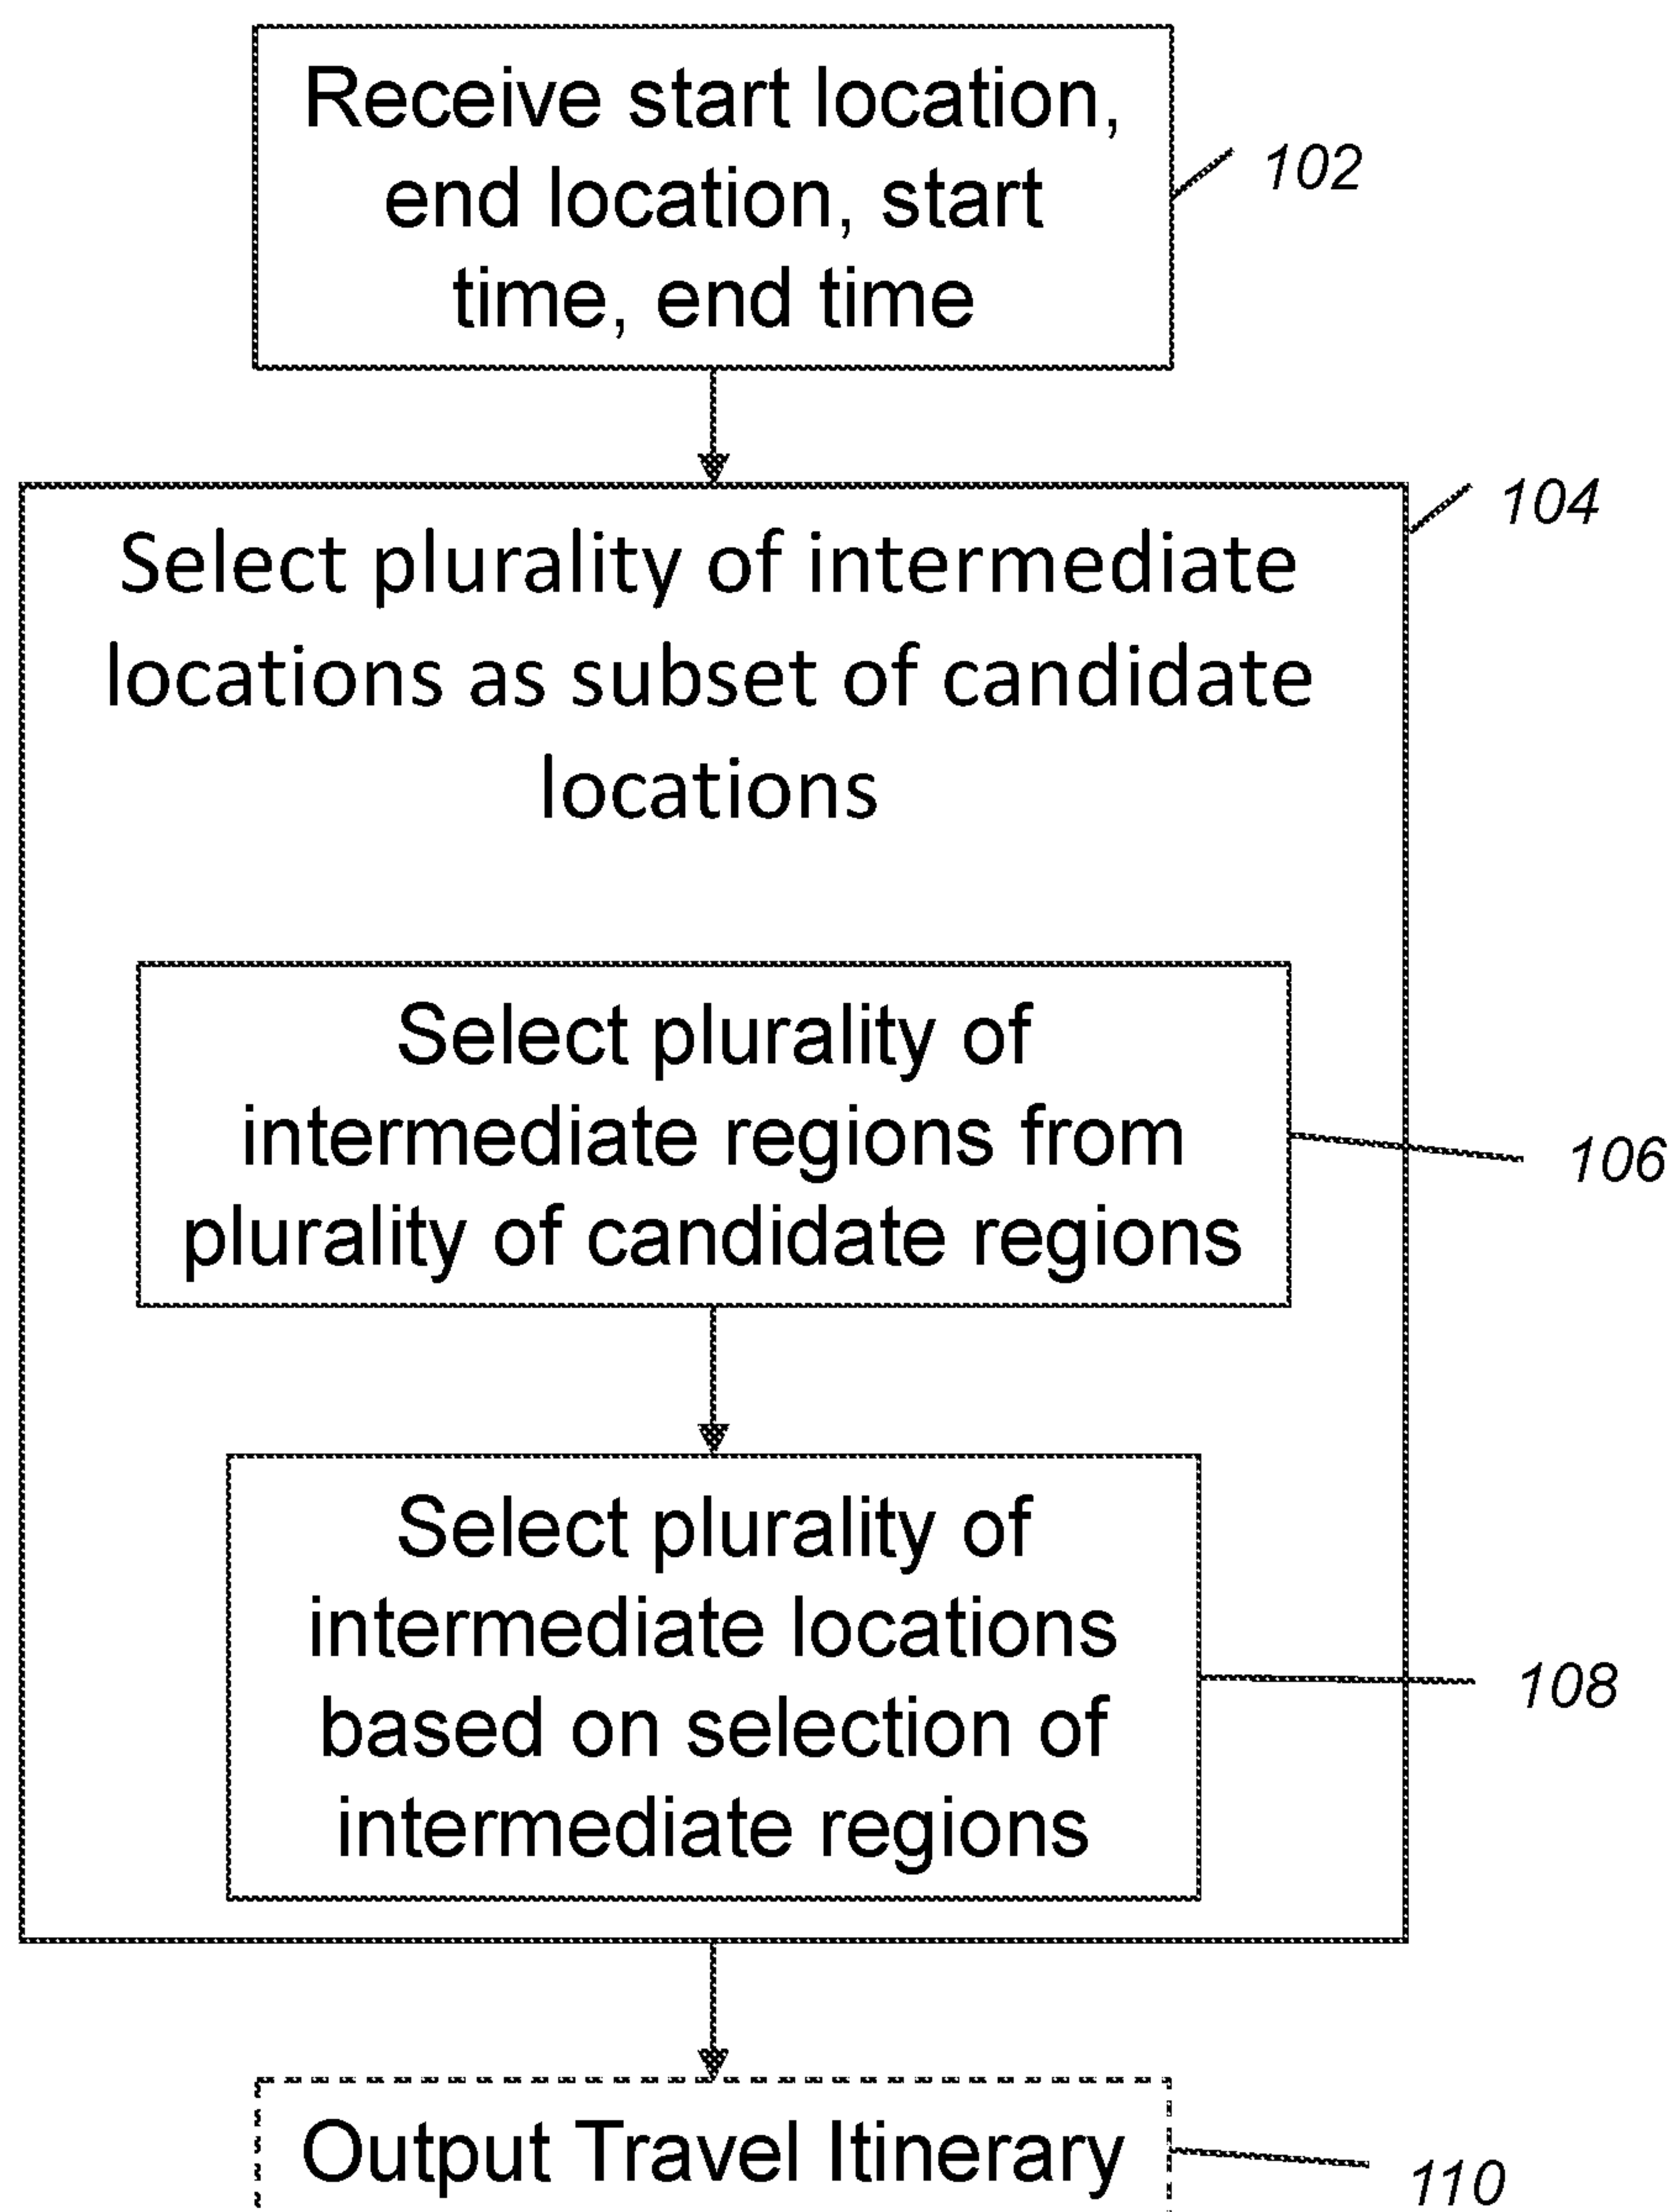 Receive start location,
end location, start
time, end time
102
104
Select plurality of intermediate
locations as subset of candidate
locations
Select plurality of
intermediate regions from
plurality of candidate regions
106
Select plurality of
intermediate locations
based on selection of
intermediate regions
108
Output Travel Itinerary
110